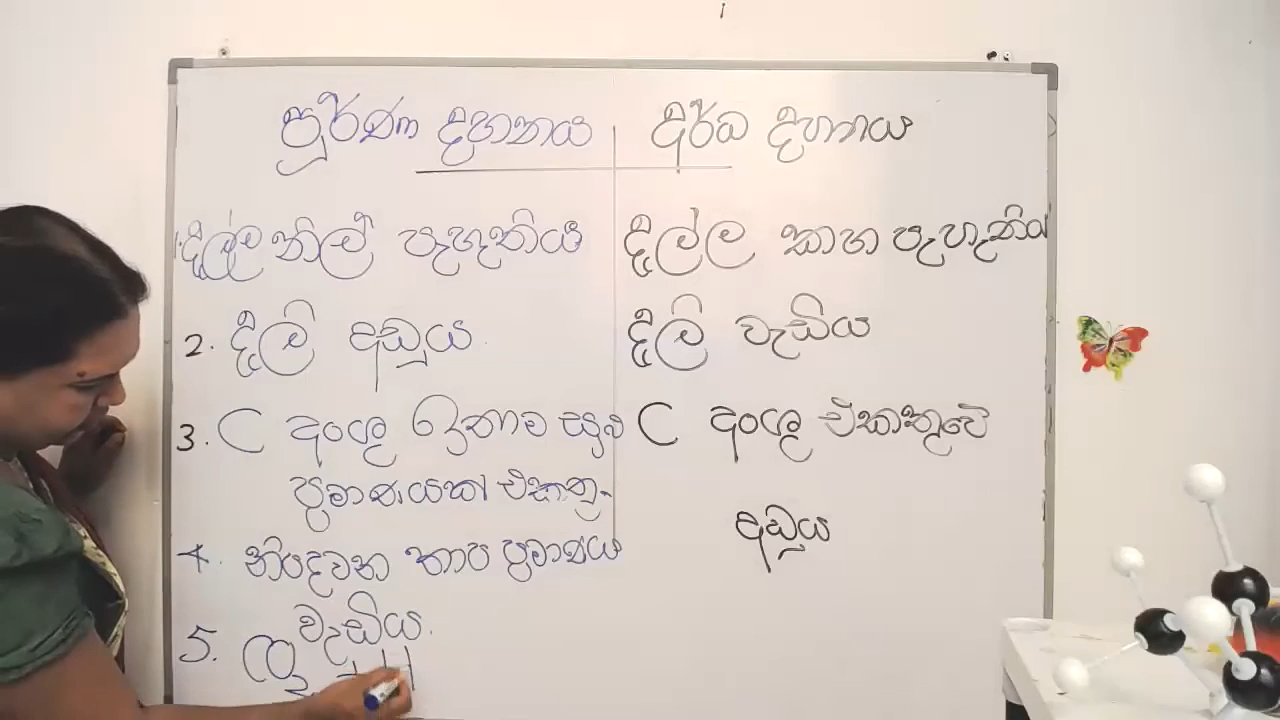 පූර්ණ දහනය අර්ධ දහනය
1. දැල්ල නිල් පැහැතිය දැල්ල කහ පැහැතිය
2. දැලි අඩුය. දැලි වැඩිය
3. C අංශු ඉතාම සුළු C අංශු එකතුවේ
ප්‍රමාණයක් එකතු
අඩුය
4. නිදෙවන තාප ප්‍රමාණය
වැඩිය.
5.